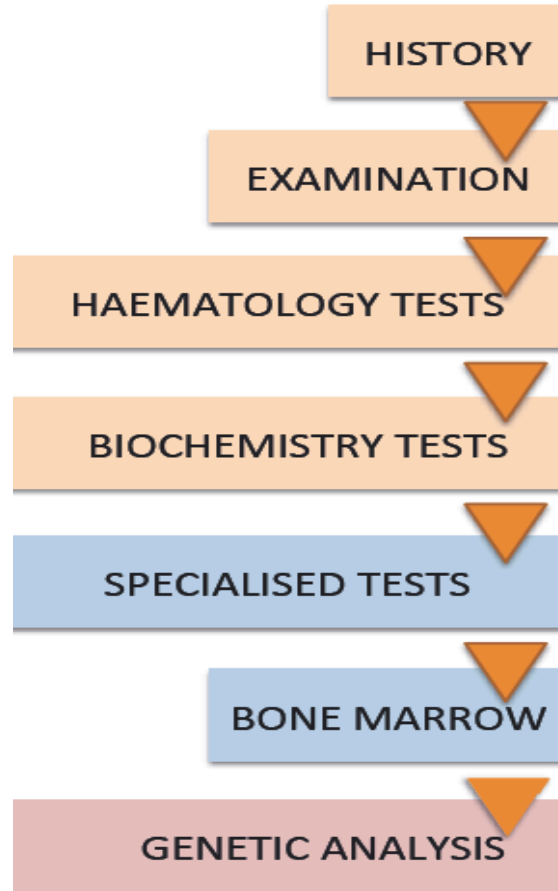 HISTORY
EXAMINATION
HAEMATOLOGY TESTS
BIOCHEMISTRY TESTS
SPECIALISED TESTS
BONE MARROW
GENETIC ANALYSIS